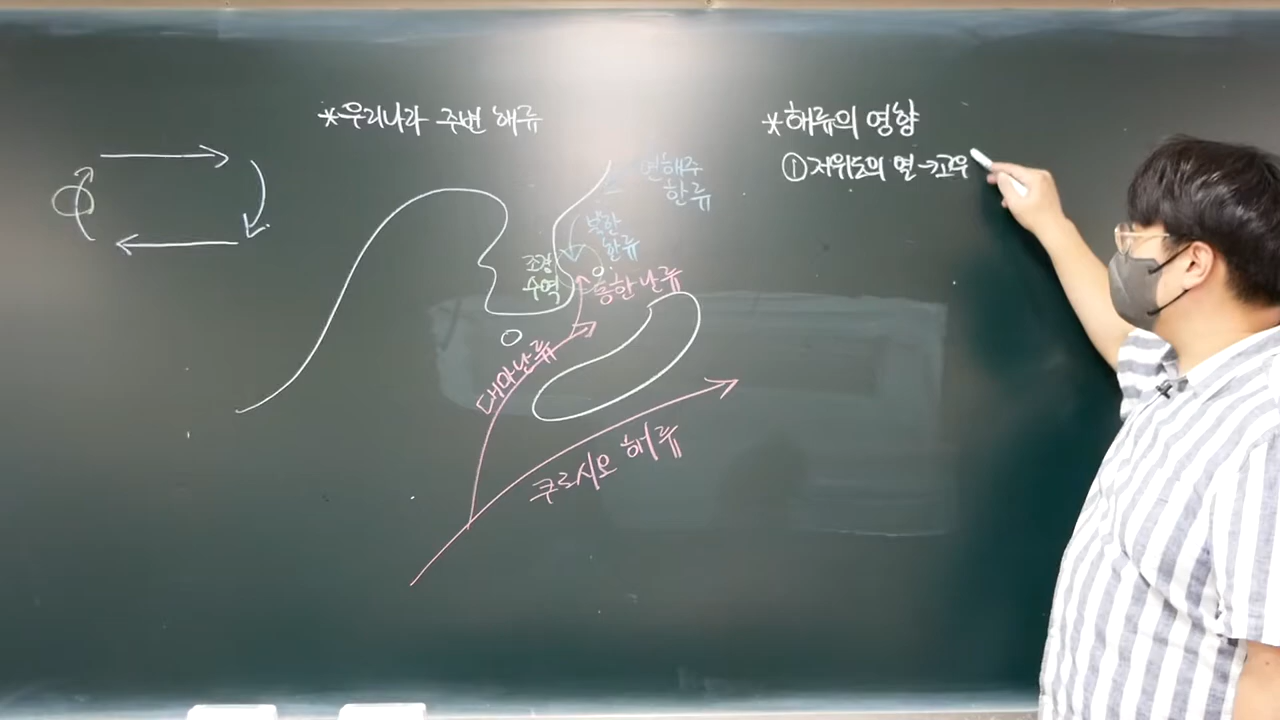 *우리나라 주변 해류
*해류의 영향
①저위도의 열→고위
연해주
한류
북한
한류
조경
수역
동한난류
대마난류
쿠로시오 해류